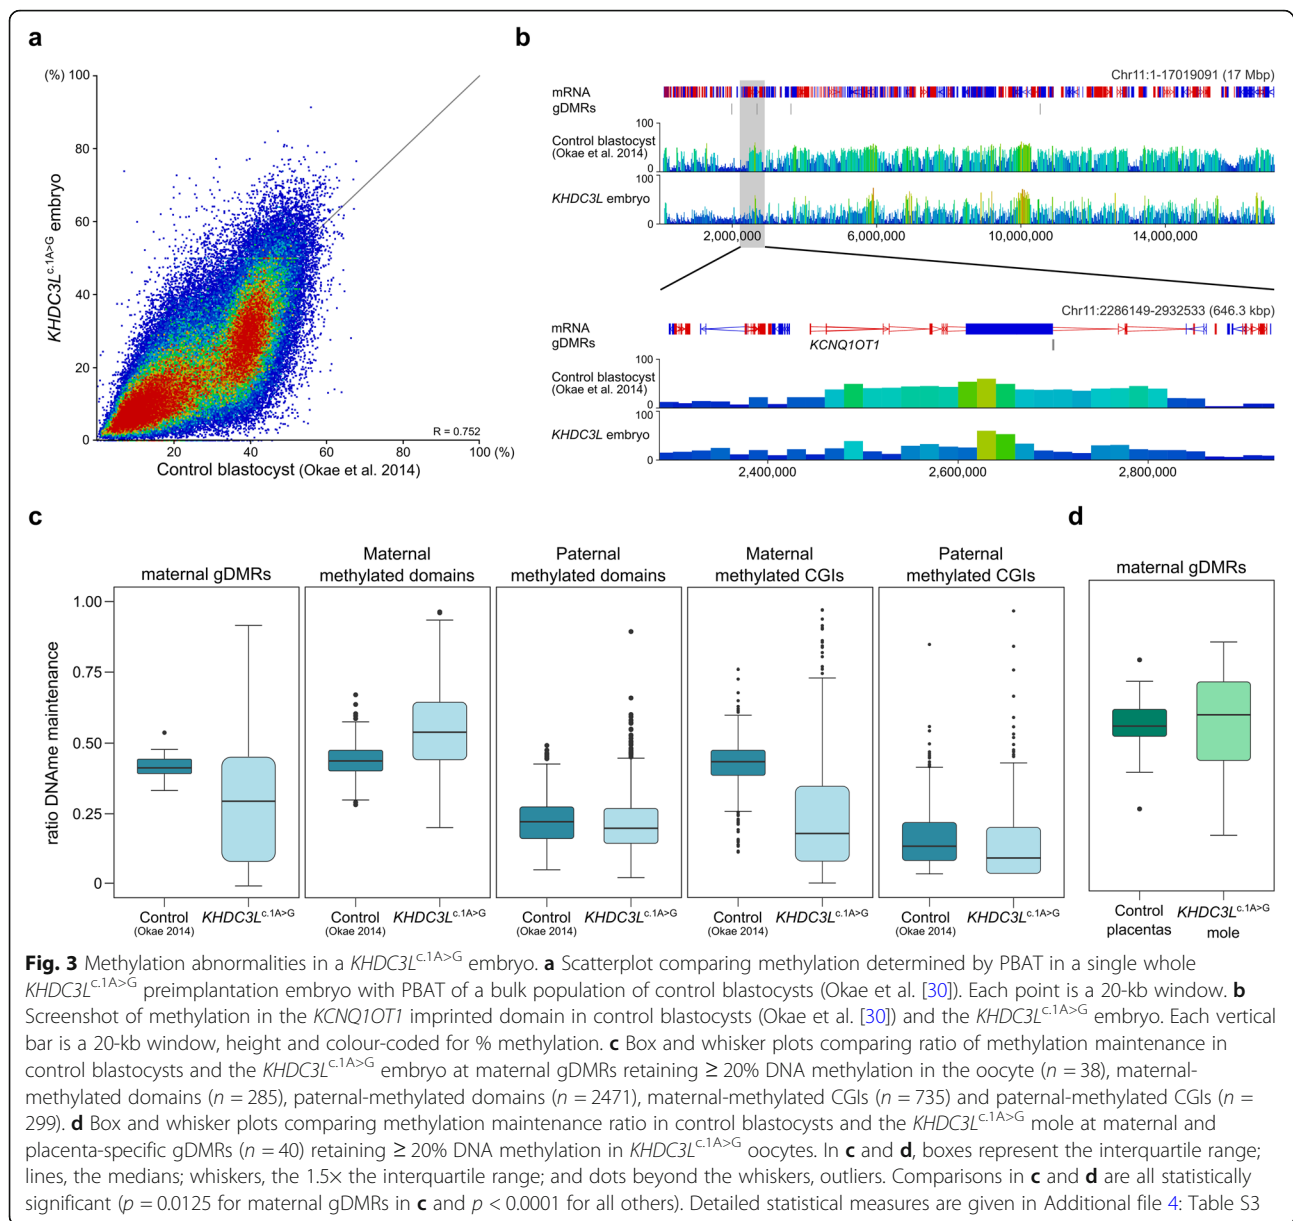 a
(%) 100
80
60
40
20
0
KHDC3L^c.1A>G embryo
R = 0.752
20 40 60 80 100 (%)
Control blastocyst (Okae et al. 2014)
b
Chr11:1-17019091 (17 Mbp)
mRNA
gDMRs
100
Control blastocyst
(Okae et al. 2014)
0
100
KHDC3L embryo
0
2,000,000 6,000,000 10,000,000 14,000,000
Chr11:2286149-2932533 (646.3 kbp)
mRNA
gDMRs
KCNQ1OT1
100
Control blastocyst
(Okae et al. 2014)
0
100
KHDC3L embryo
0
2,400,000 2,600,000 2,800,000
c
maternal gDMRs
Maternal
methylated domains
Paternal
methylated domains
Maternal
methylated CGIs
Paternal
methylated CGIs
ratio DNAme maintenance
1.00
0.75
0.50
0.25
0
Control
(Okae 2014)
KHDC3L^c.1A>G
Control
(Okae 2014)
KHDC3L^c.1A>G
Control
(Okae 2014)
KHDC3L^c.1A>G
Control
(Okae 2014)
KHDC3L^c.1A>G
Control
(Okae 2014)
KHDC3L^c.1A>G
d
maternal gDMRs
Control
placentas
KHDC3L^c.1A>G
mole
Fig. 3 Methylation abnormalities in a KHDC3L^c.1A>G embryo. a Scatterplot comparing methylation determined by PBAT in a single whole
KHDC3L^c.1A>G preimplantation embryo with PBAT of a bulk population of control blastocysts (Okae et al. [30]). Each point is a 20-kb window. b
Screenshot of methylation in the KCNQ1OT1 imprinted domain in control blastocysts (Okae et al. [30]) and the KHDC3L^c.1A>G embryo. Each vertical
bar is a 20-kb window, height and colour-coded for % methylation. c Box and whisker plots comparing ratio of methylation maintenance in
control blastocysts and the KHDC3L^c.1A>G embryo at maternal gDMRs retaining ≥ 20% DNA methylation in the oocyte (n = 38), maternal-
methylated domains (n = 285), paternal-methylated domains (n = 2471), maternal-methylated CGIs (n = 735) and paternal-methylated CGIs (n =
299). d Box and whisker plots comparing methylation maintenance ratio in control blastocysts and the KHDC3L^c.1A>G mole at maternal and
placenta-specific gDMRs (n = 40) retaining ≥ 20% DNA methylation in KHDC3L^c.1A>G oocytes. In c and d, boxes represent the interquartile range;
lines, the medians; whiskers, the 1.5× the interquartile range; and dots beyond the whiskers, outliers. Comparisons in c and d are all statistically
significant (p = 0.0125 for maternal gDMRs in c and p < 0.0001 for all others). Detailed statistical measures are given in Additional file 4: Table S3